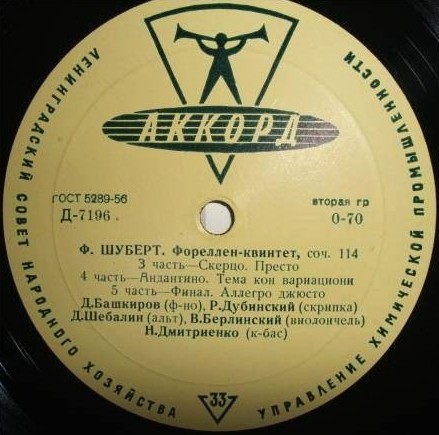 ЛЕНИНГРАДСКИЙ СОВЕТ НАРОДНОГО ХОЗЯЙСТВА
УПРАВЛЕНИЕ ХИМИЧЕСКОЙ ПРОМЫШЛЕННОСТИ
АККОРД
ГОСТ 5289-56
Д-7196
вторая гр
0-70
Ф. ШУБЕРТ. Фореллен-квинтет, соч. 114
3 часть—Скерцо. Престо
4 часть—Андантино. Тема кон вариациони
5 часть—Финал. Аллегро джюсто
Д.Башкиров (ф-но), Р.Дубинский (скрипка)
Д.Шебалин (альт), В.Берлинский (виолончель)
Н.Дмитриенко (к-бас)
33